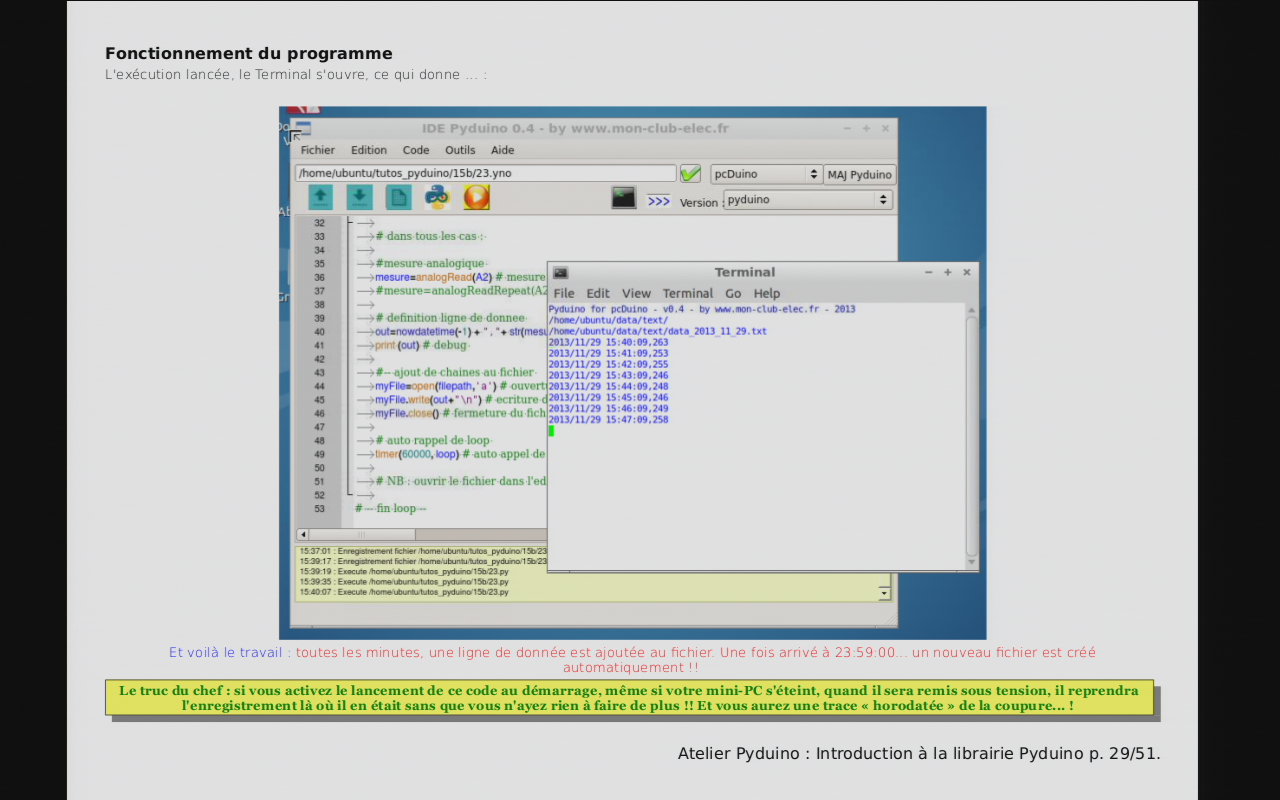 Fonctionnement du programme
L'exécution lancée, le Terminal s'ouvre, ce qui donne ... :
IDE Pyduino 0.4 - by www.mon-club-elec.fr
Fichier Edition Code Outils Aide
/home/ubuntu/tutos_pyduino/15b/23.yno
pcDuino
MAJ Pyduino
>>>
Version :
pyduino
32
33 # dans tous les cas :
34
35 #mesure analogique
36 mesure=analogRead(A2) # mesure
37 #mesure=analogReadRepeat(A2
38
39 # definition ligne de donnee
40 out=nowdatetime(-1) + " , "+ str(mesu
41 print (out) # debug
42
43 #-- ajout de chaines au fichier
44 myFile=open(filepath,'a') # ouvert
45 myFile.write(out+"\n") # ecriture d
46 myFile.close() # fermeture du fich
47
48 # auto rappel de loop
49 timer(60000, loop) # auto appel de
50
51 # NB : ouvrir le fichier dans l'ed
52
53 # -- fin loop --
Terminal
File Edit View Terminal Go Help
Pyduino for pcDuino - v0.4 - by www.mon-club-elec.fr - 2013
/home/ubuntu/data/text/
/home/ubuntu/data/text/data_2013_11_29.txt
2013/11/29 15:40:09,263
2013/11/29 15:41:09,253
2013/11/29 15:42:09,255
2013/11/29 15:43:09,246
2013/11/29 15:44:09,248
2013/11/29 15:45:09,246
2013/11/29 15:46:09,249
2013/11/29 15:47:09,258
15:37:01 : Enregistrement fichier /home/ubuntu/tutos_pyduino/15b/23
15:39:17 : Enregistrement fichier /home/ubuntu/tutos_pyduino/15b/23
15:39:19 : Execute /home/ubuntu/tutos_pyduino/15b/23.py
15:39:35 : Execute /home/ubuntu/tutos_pyduino/15b/23.py
15:40:07 : Execute /home/ubuntu/tutos_pyduino/15b/23.py
Et voilà le travail : toutes les minutes, une ligne de donnée est ajoutée au fichier. Une fois arrivé à 23:59:00... un nouveau fichier est créé
automatiquement !!
Le truc du chef : si vous activez le lancement de ce code au démarrage, même si votre mini-PC s'éteint, quand il sera remis sous tension, il reprendra
l'enregistrement là où il en était sans que vous n'ayez rien à faire de plus !! Et vous aurez une trace « horodatée » de la coupure... !
Atelier Pyduino : Introduction à la librairie Pyduino p. 29/51.